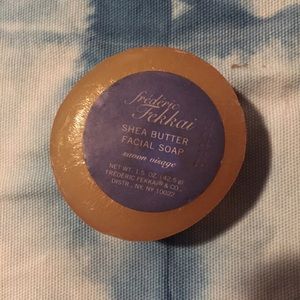 frédéric
Fekkai
SHEA BUTTER
FACIAL SOAP
savon visage
NET WT. 1.5 OZ. (42.5 g)
FRÉDÉRIC FEKKAI® & CO.,
DISTR., NY, NY 10022